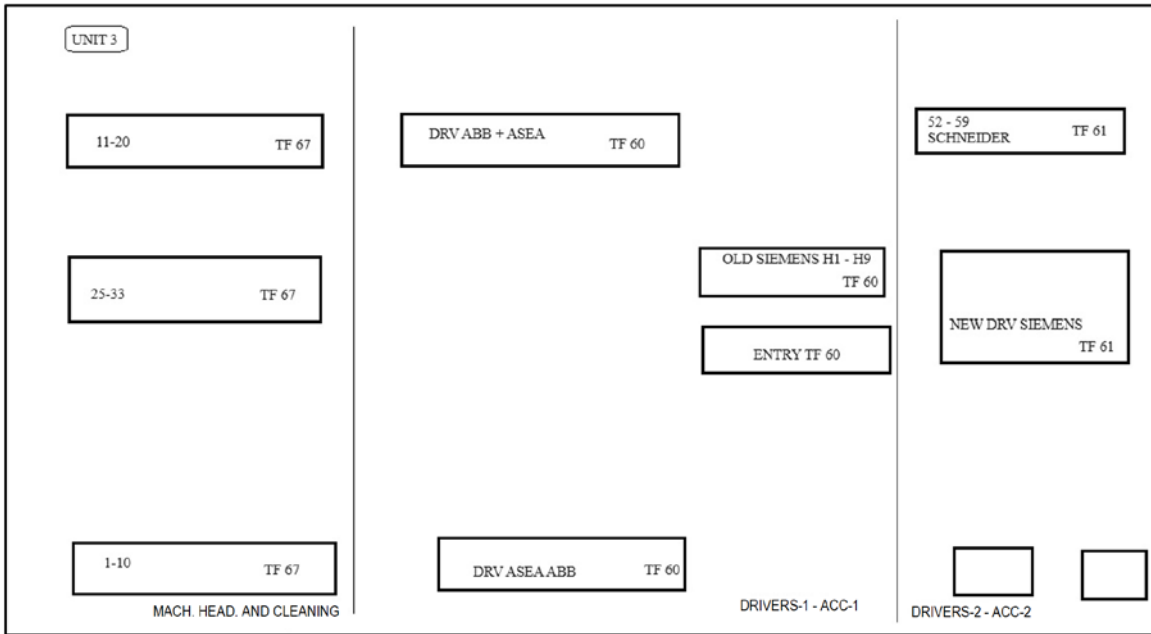 UNIT 3
11-20 TF 67
25-33 TF 67
1-10 TF 67
MACH. HEAD. AND CLEANING
DRV ABB + ASEA TF 60
OLD SIEMENS H1 - H9
TF 60
ENTRY TF 60
DRV ASEA ABB TF 60
DRIVERS-1 - ACC-1
52 - 59
SCHNEIDER TF 61
NEW DRV SIEMENS
TF 61
DRIVERS-2 - ACC-2